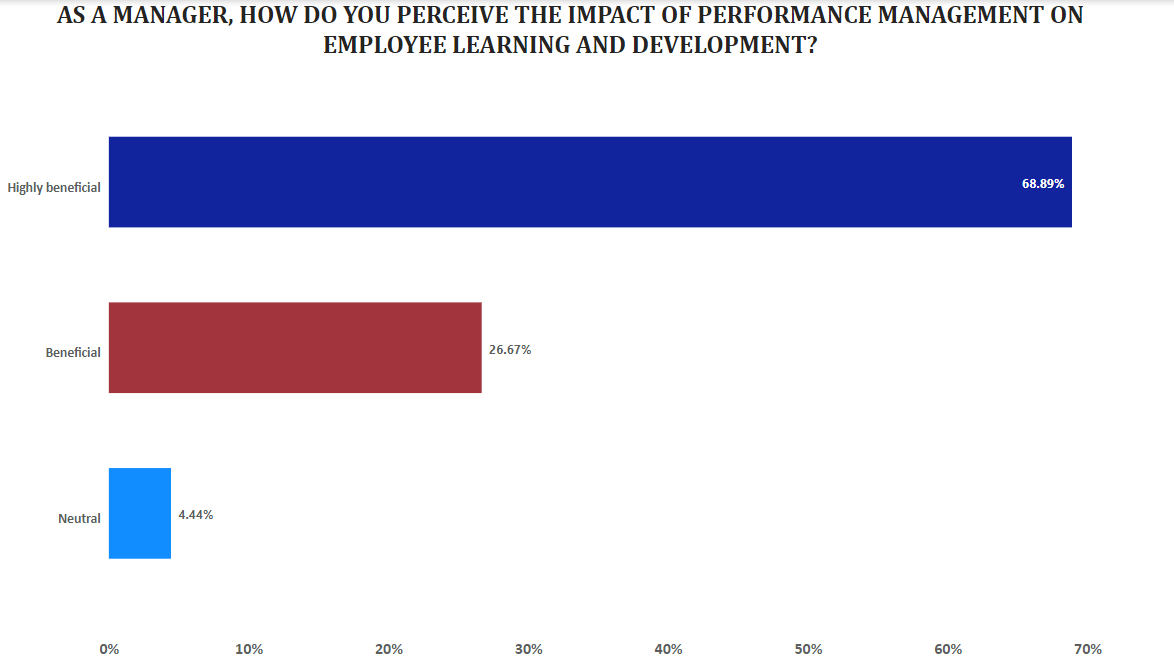 AS A MANAGER, HOW DO YOU PERCEIVE THE IMPACT OF PERFORMANCE MANAGEMENT ON
EMPLOYEE LEARNING AND DEVELOPMENT?
Highly beneficial
68.89%
Beneficial
26.67%
Neutral
4.44%
0% 10% 20% 30% 40% 50% 60% 70%